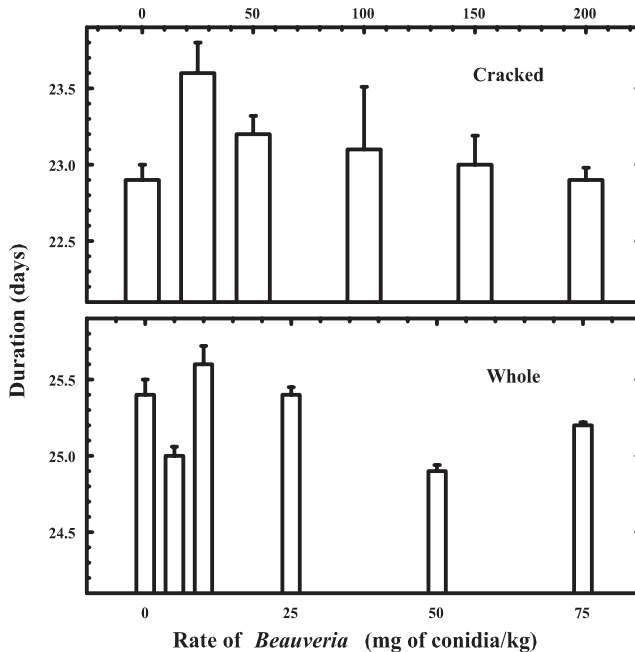 0 50 100 150 200
Cracked
23.5
23.0
22.5
Duration (days)
Whole
25.5
25.0
24.5
0 25 50 75
Rate of Beauveria (mg of conidia/kg)